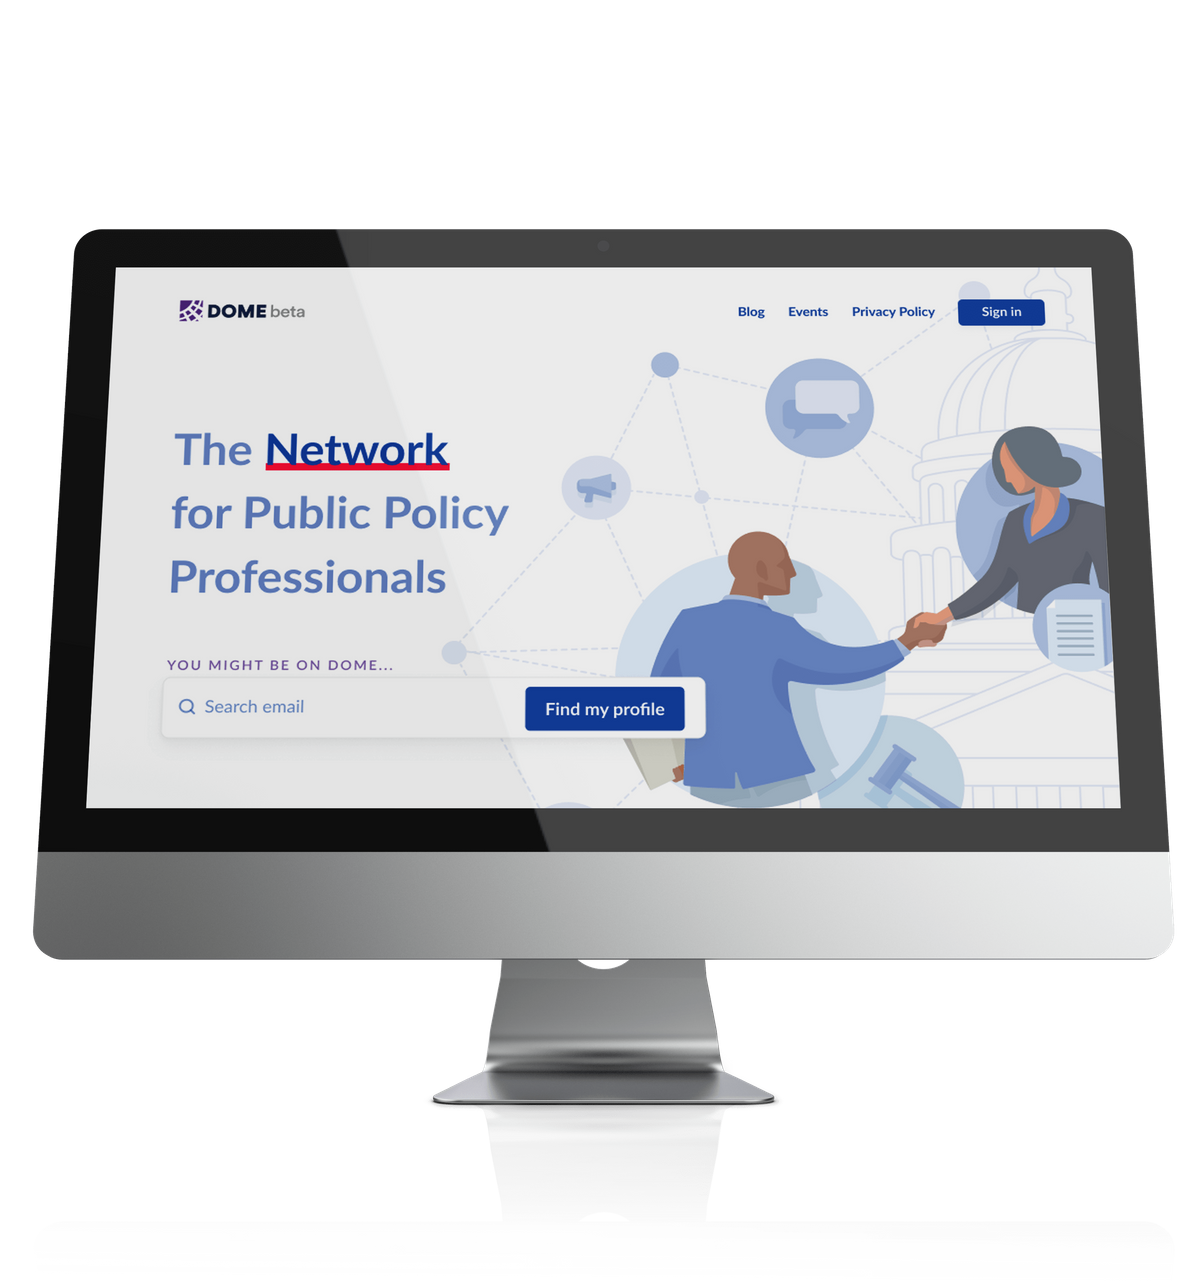 DOME beta
Blog Events Privacy Policy Sign in
The Network
for Public Policy
Professionals
YOU MIGHT BE ON DOME...
Search email
Find my profile